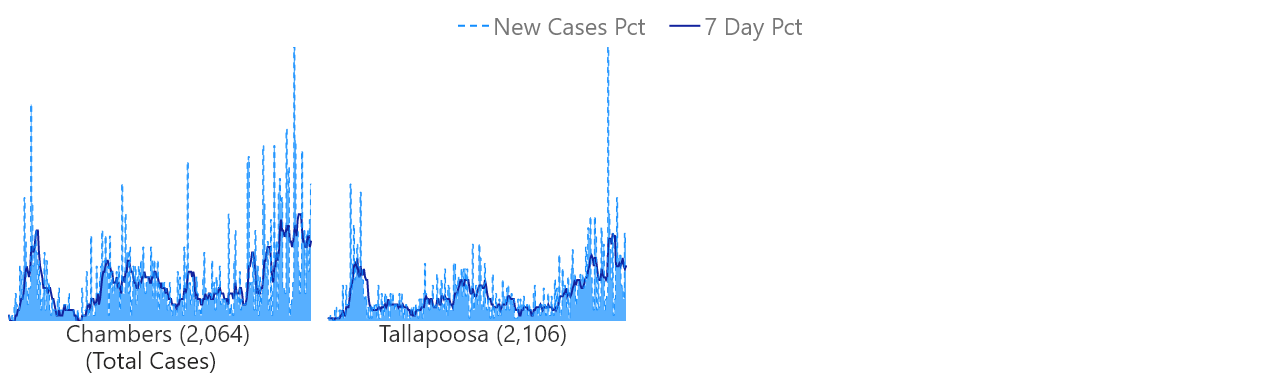 New Cases Pct 7 Day Pct
Chambers (2,064) Tallapoosa (2,106)
(Total Cases)